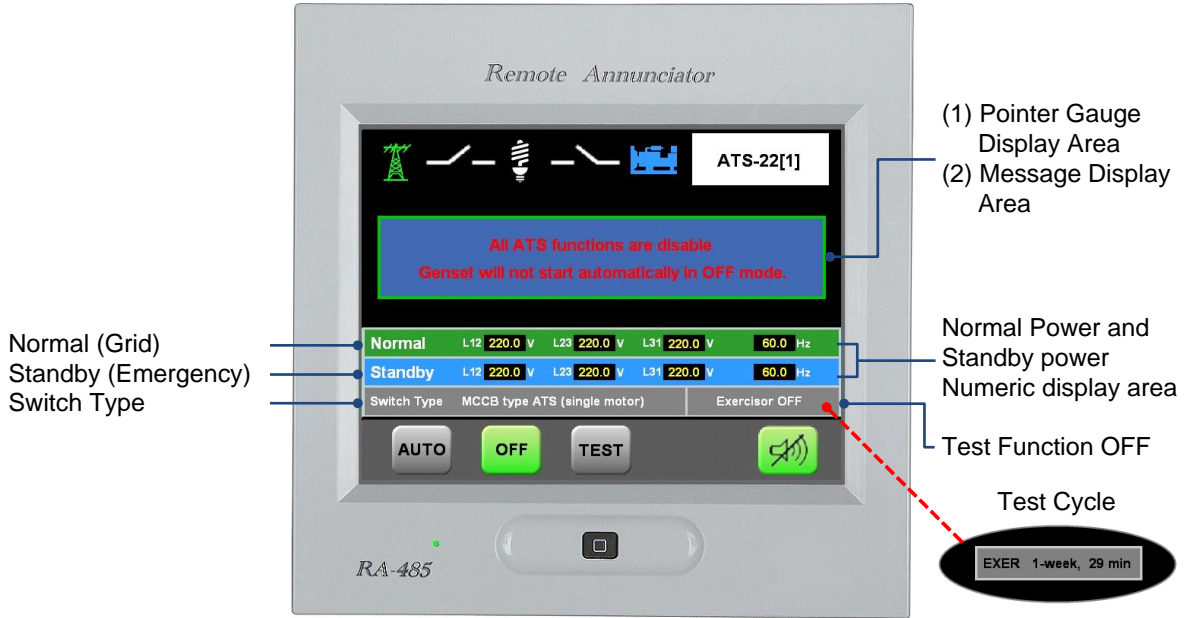 Remote Annunciator
ATS-22[1]
All ATS functions are disable
Genset will not start automatically in OFF mode.
Normal L12 220.0 V L23 220.0 V L31 220.0 V 60.0 Hz
Standby L12 220.0 V L23 220.0 V L31 220.0 V 60.0 Hz
Switch Type MCCB type ATS (single motor) Exercisor OFF
AUTO OFF TEST
RA-485
Normal (Grid)
Standby (Emergency)
Switch Type
(1) Pointer Gauge
Display Area
(2) Message Display
Area
Normal Power and
Standby power
Numeric display area
Test Function OFF
Test Cycle
EXER 1-week, 29 min